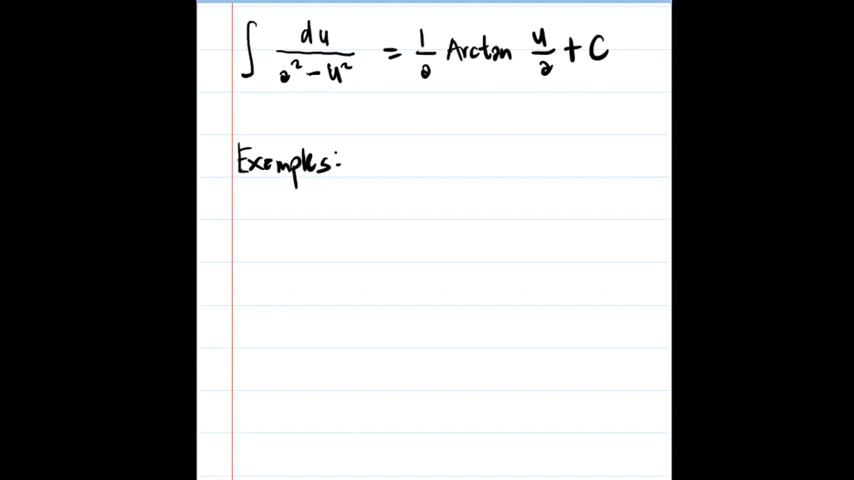 ∫ du / (a² − u²) = 1/a Arctan u/a + C
Examples: